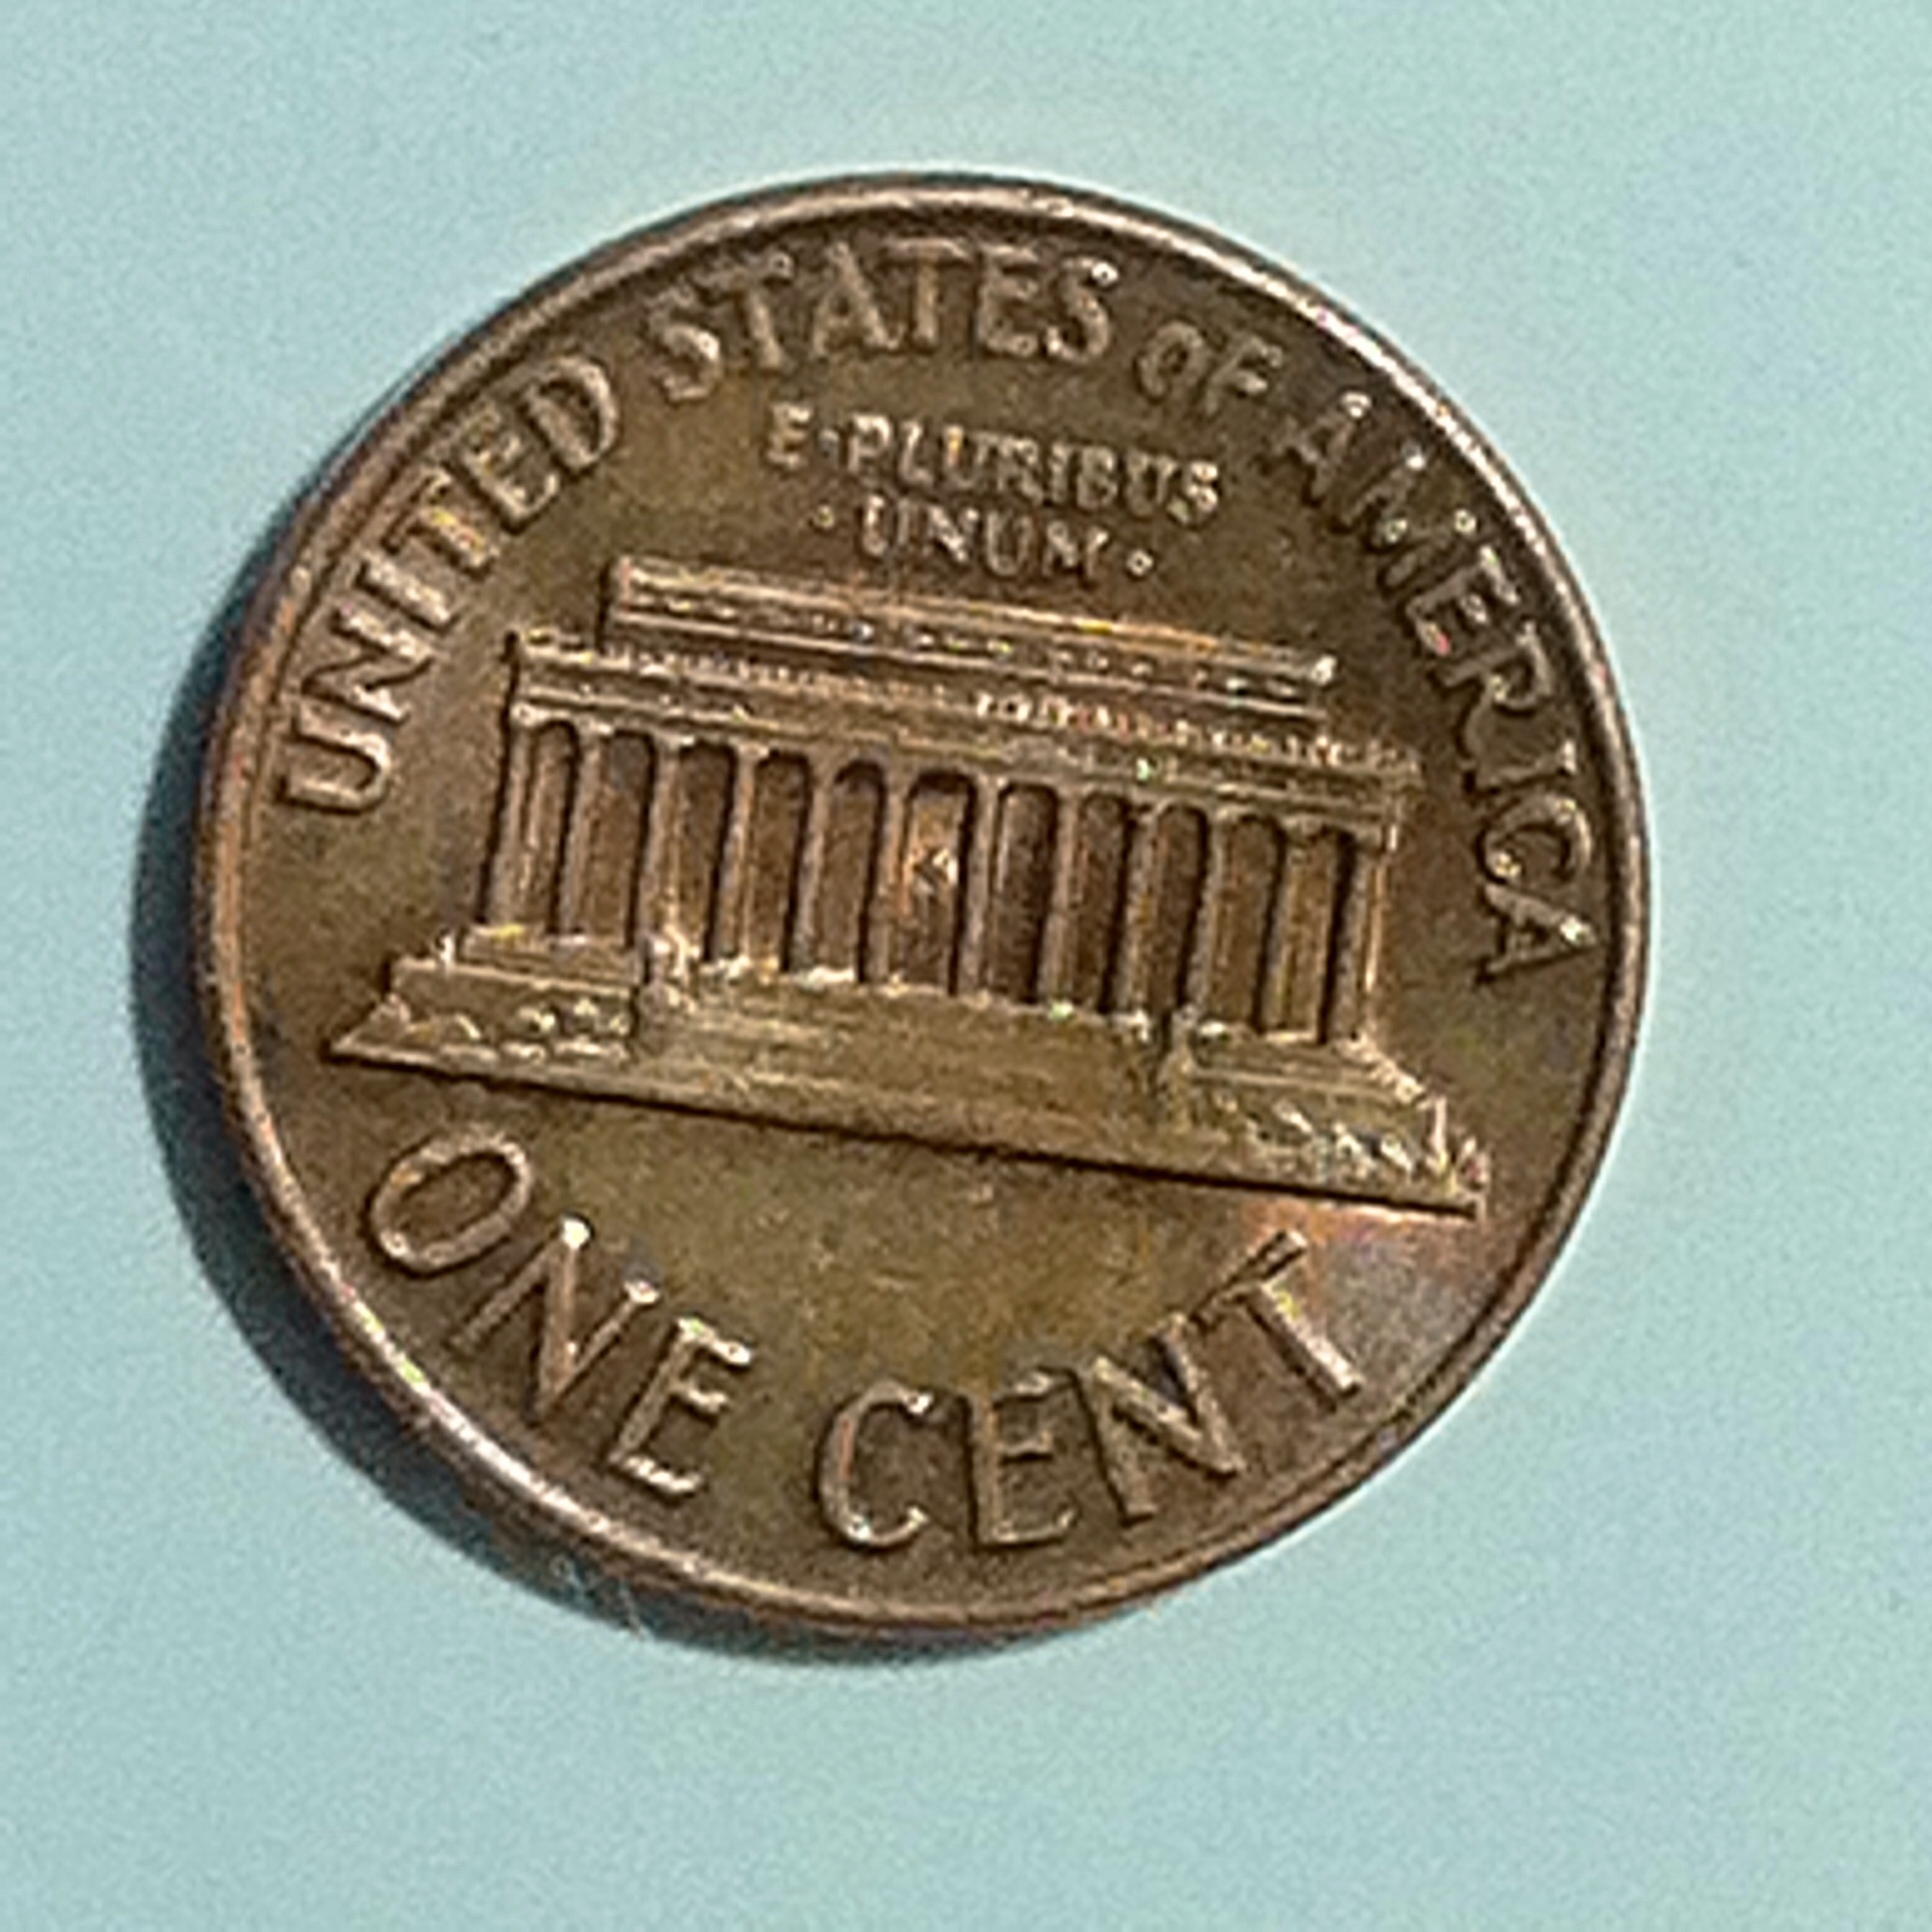 UNITED STATES OF AMERICA
E·PLURIBUS
·UNUM·
ONE CENT